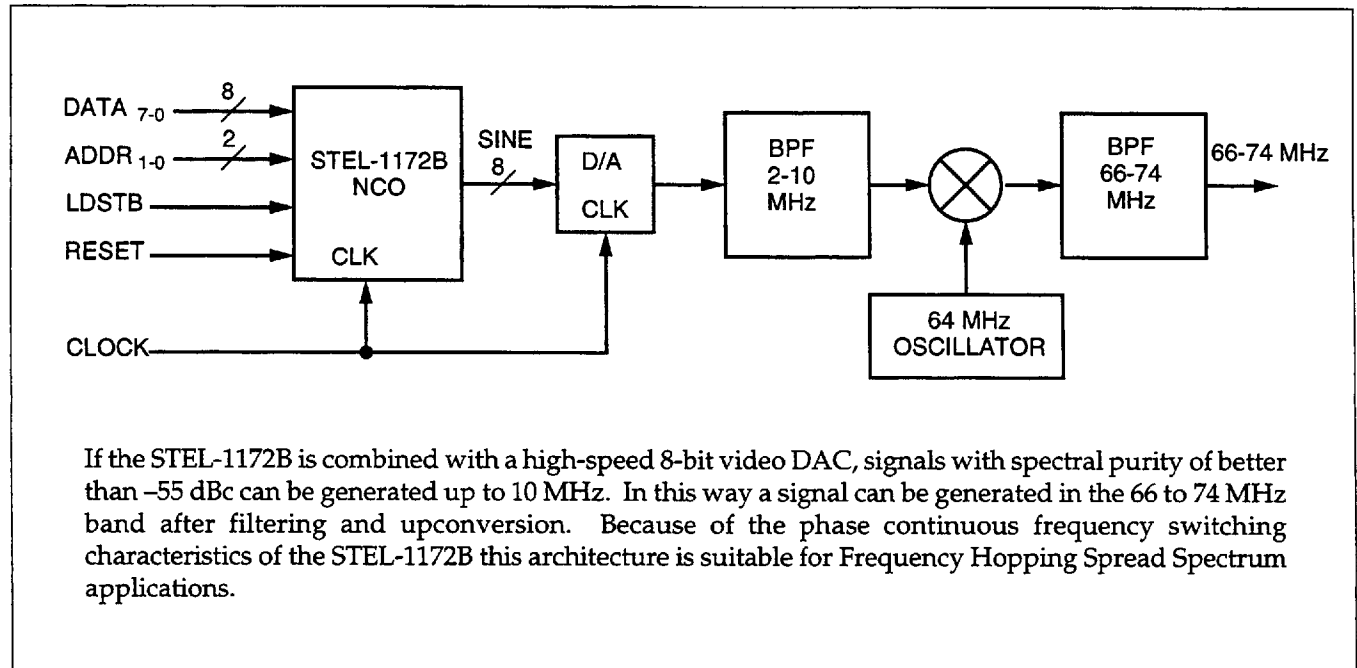 DATA 7-0
8
ADDR 1-0
2
LDSTB
RESET
CLOCK
STEL-1172B
NCO
CLK
SINE
8
D/A
CLK
BPF
2-10
MHz
64 MHz
OSCILLATOR
BPF
66-74
MHz
66-74 MHz
If the STEL-1172B is combined with a high-speed 8-bit video DAC, signals with spectral purity of better
than –55 dBc can be generated up to 10 MHz. In this way a signal can be generated in the 66 to 74 MHz
band after filtering and upconversion. Because of the phase continuous frequency switching
characteristics of the STEL-1172B this architecture is suitable for Frequency Hopping Spread Spectrum
applications.